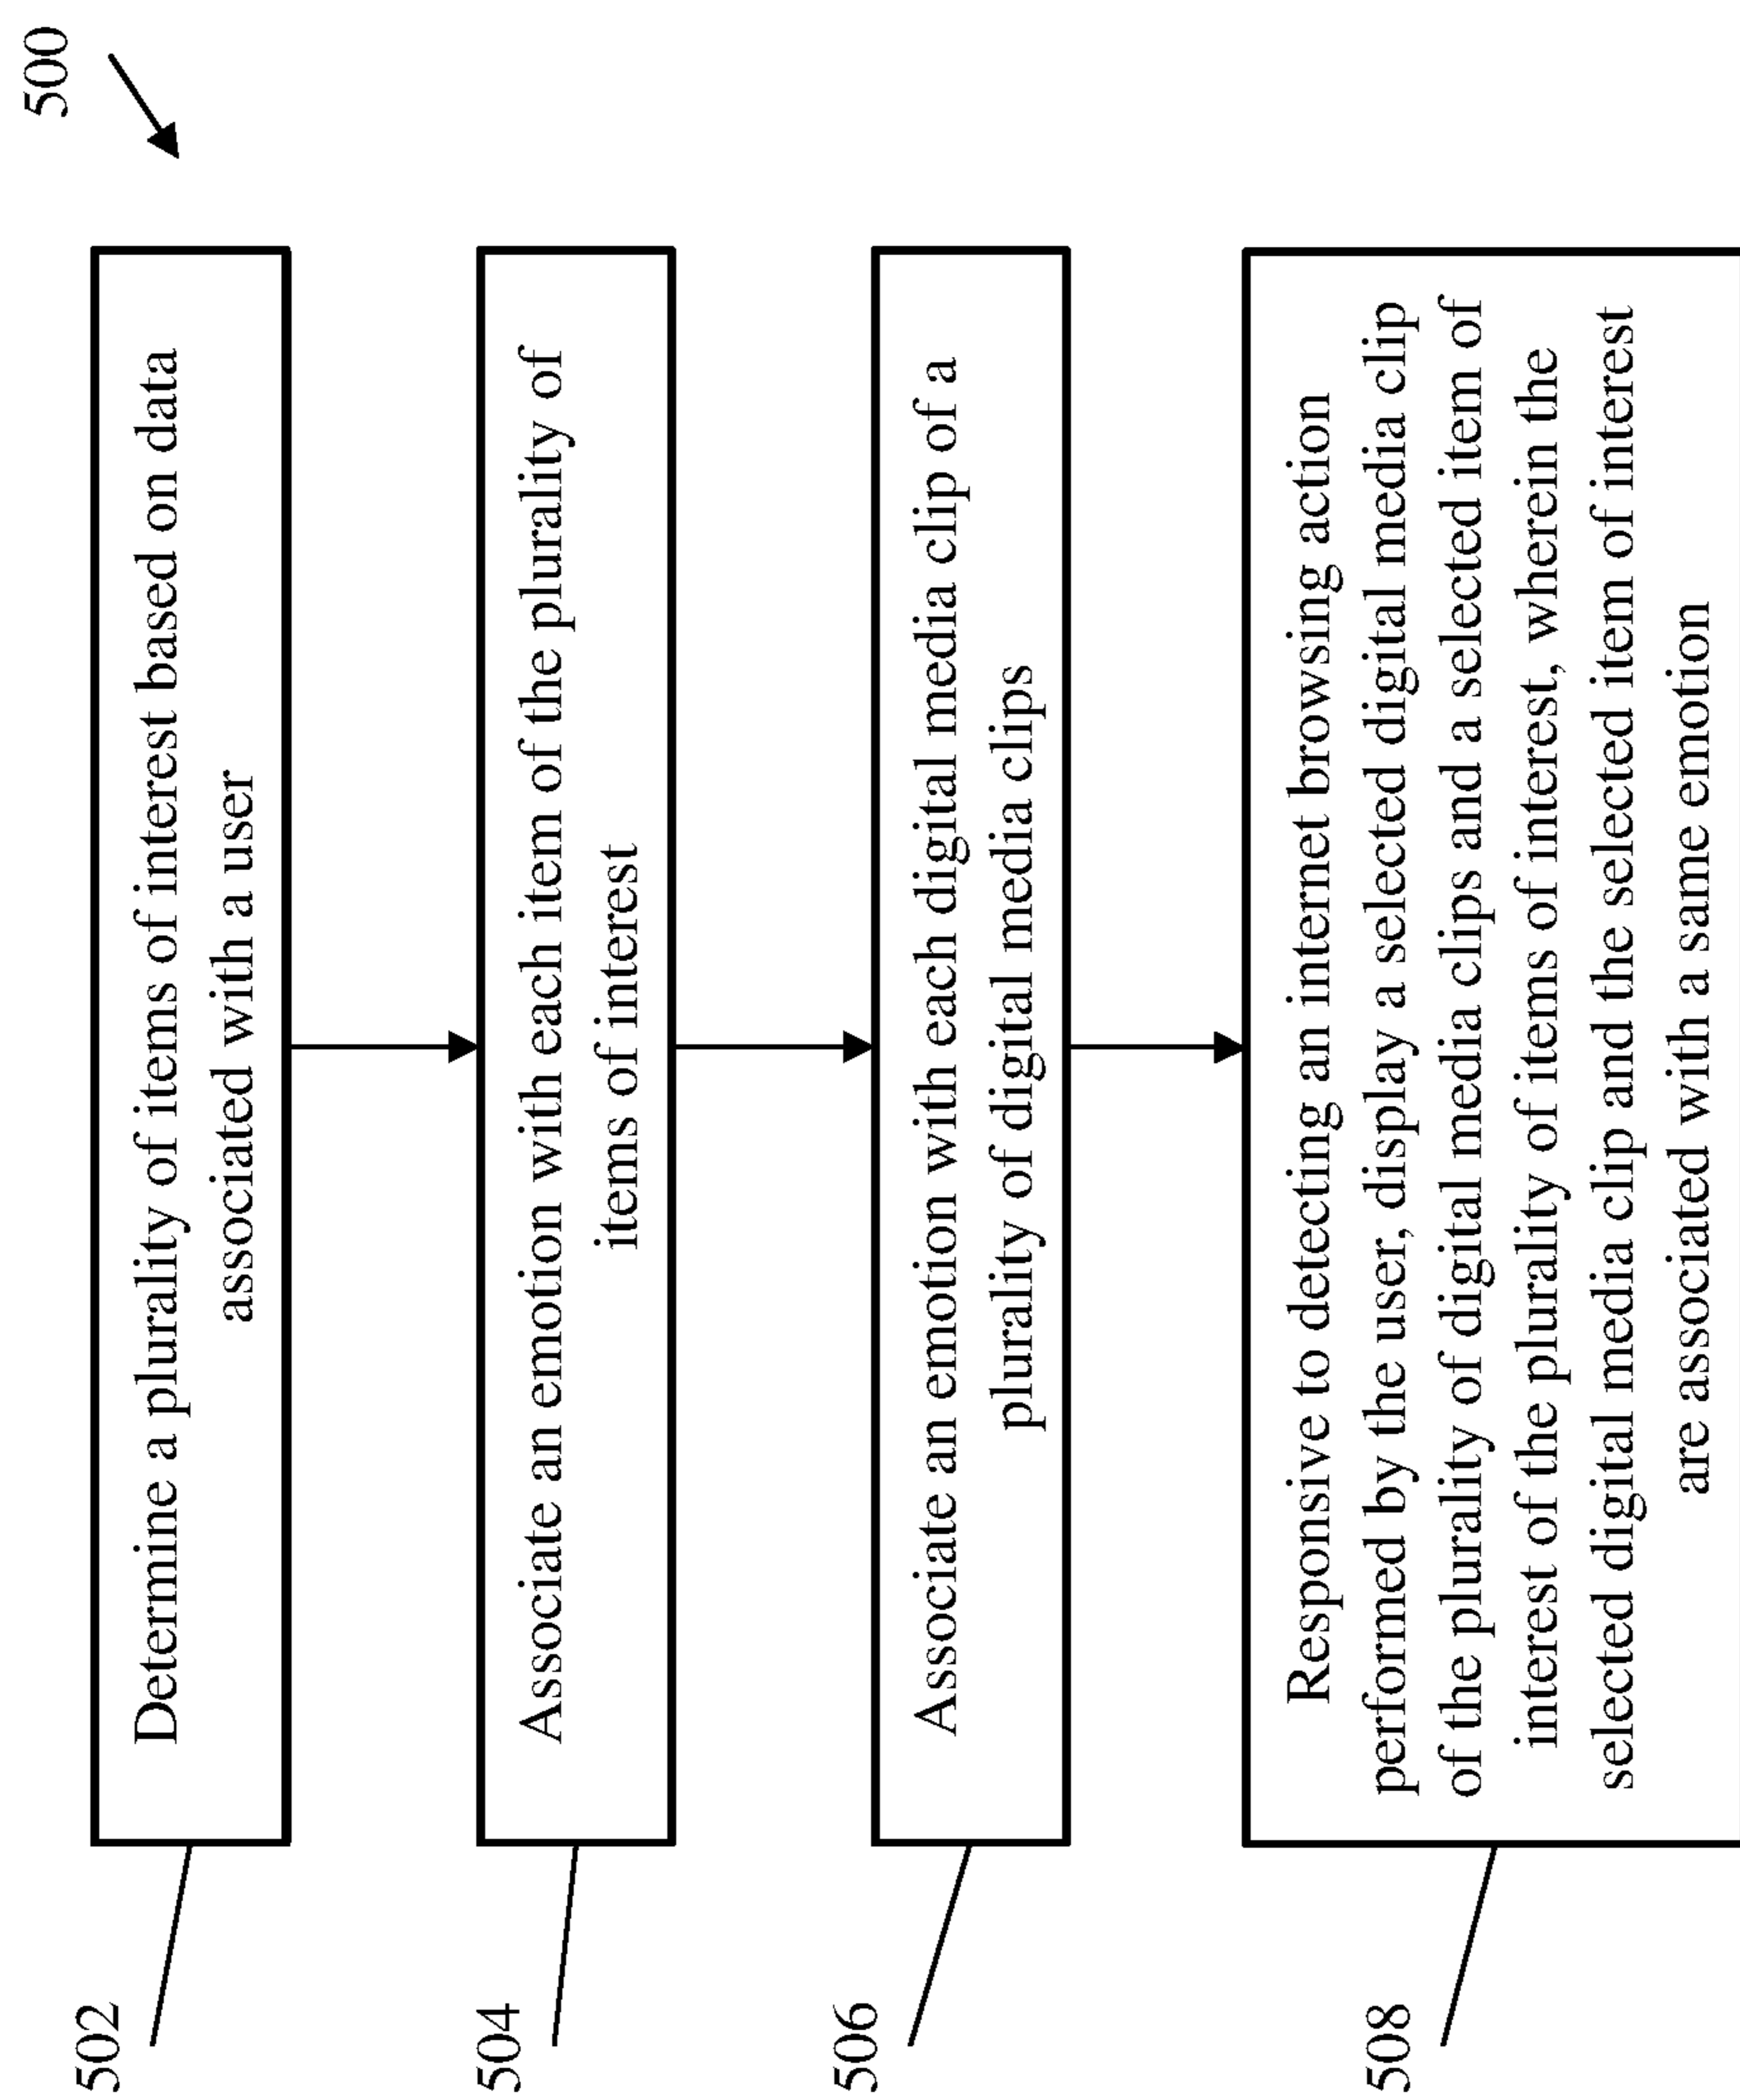 500
502
Determine a plurality of items of interest based on data
associated with a user
504
Associate an emotion with each item of the plurality of
items of interest
506
Associate an emotion with each digital media clip of a
plurality of digital media clips
508
Responsive to detecting an internet browsing action
performed by the user, display a selected digital media clip
of the plurality of digital media clips and a selected item of
interest of the plurality of items of interest, wherein the
selected digital media clip and the selected item of interest
are associated with a same emotion